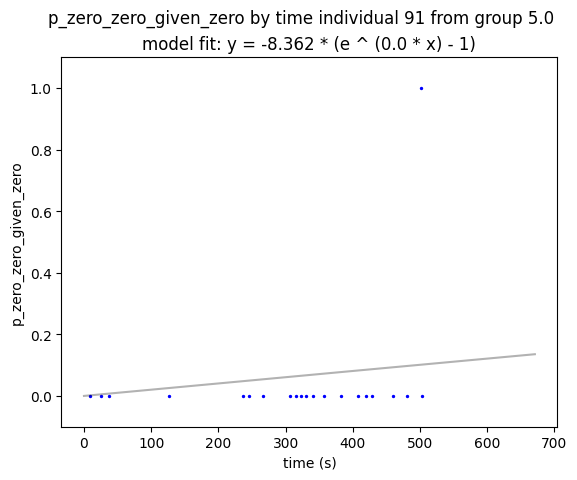 p_zero_zero_given_zero by time individual 91 from group 5.0
model fit: y = -8.362 * (e ^ (0.0 * x) - 1)
p_zero_zero_given_zero
1.0
0.8
0.6
0.4
0.2
0.0
0 100 200 300 400 500 600 700
time (s)